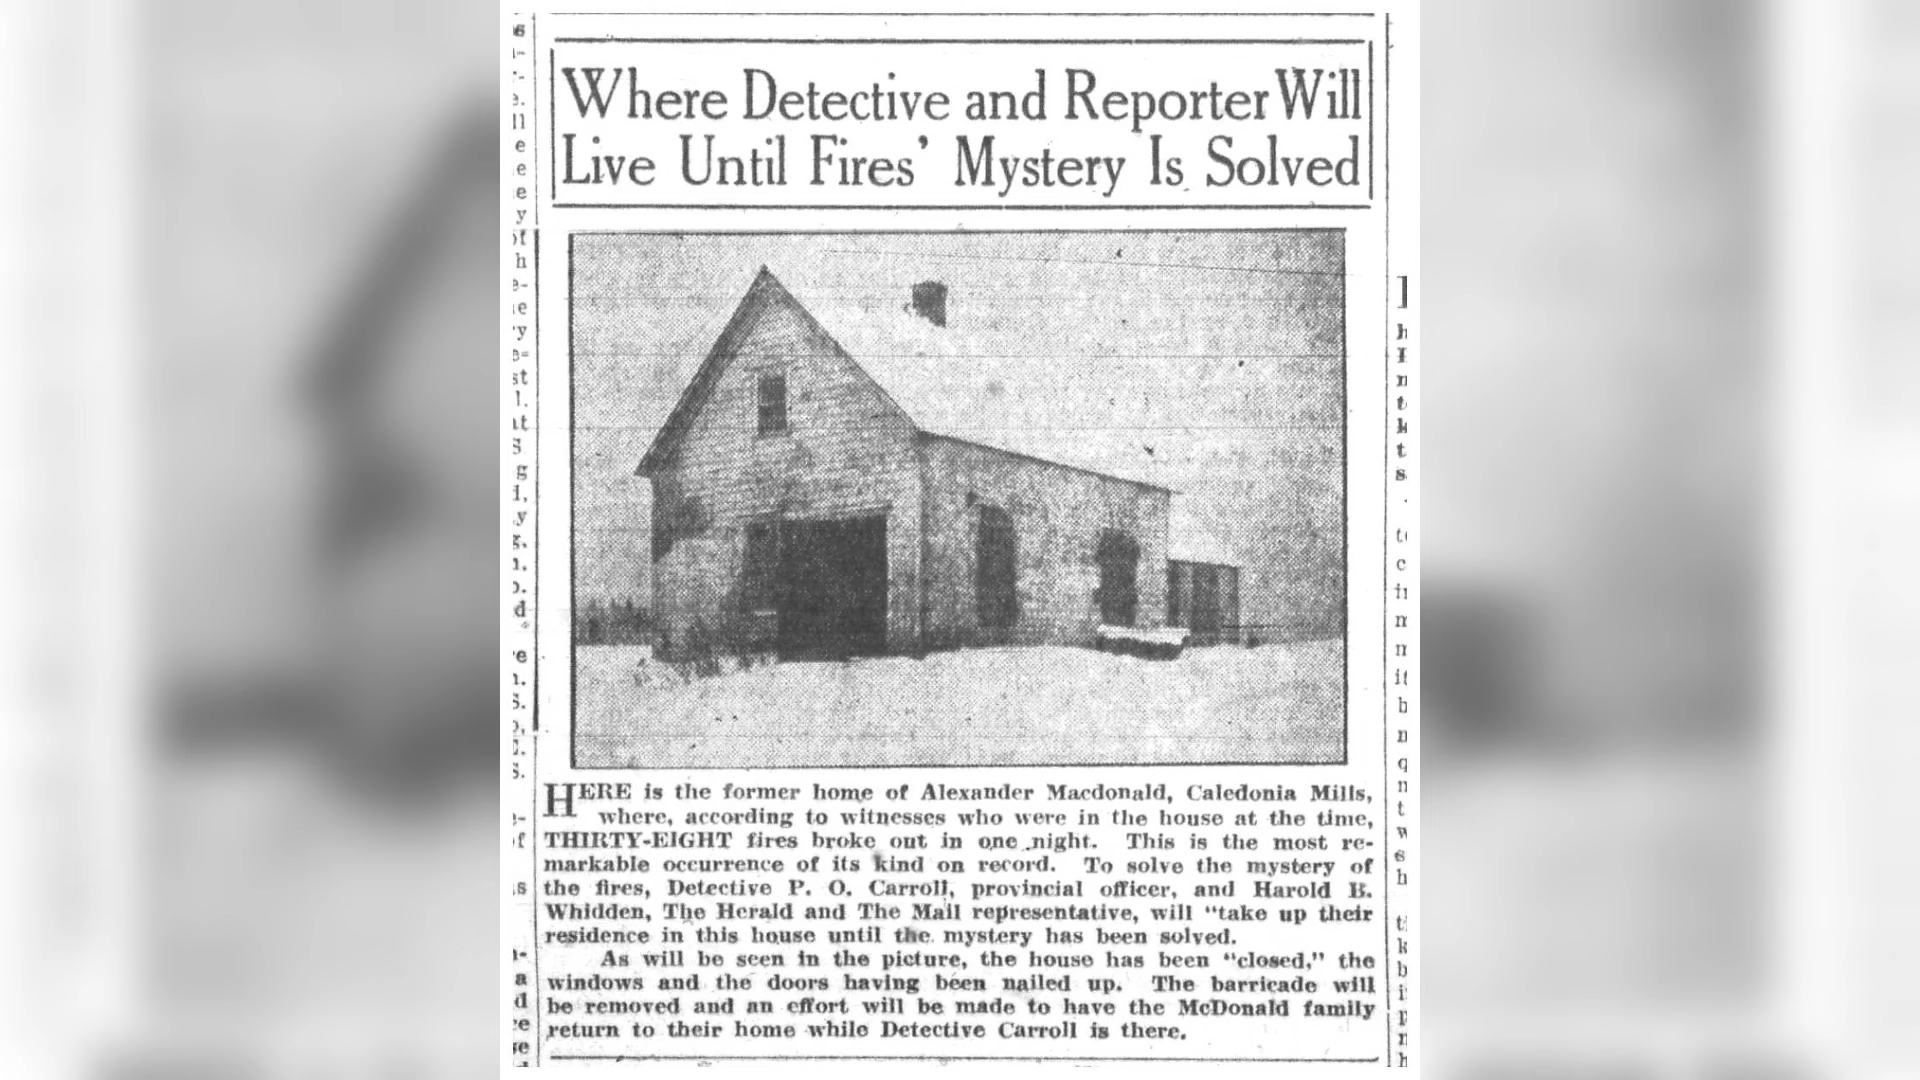 Where Detective and Reporter Will
Live Until Fires' Mystery Is Solved
HERE is the former home of Alexander Macdonald, Caledonia Mills,
where, according to witnesses who were in the house at the time,
THIRTY-EIGHT fires broke out in one night. This is the most re-
markable occurrence of its kind on record. To solve the mystery of
the fires, Detective P. O. Carroll, provincial officer, and Harold B.
Whidden, The Herald and The Mail representative, will "take up their
residence in this house until the mystery has been solved.
As will be seen in the picture, the house has been "closed," the
windows and the doors having been nailed up. The barricade will
be removed and an effort will be made to have the McDonald family
return to their home while Detective Carroll is there.